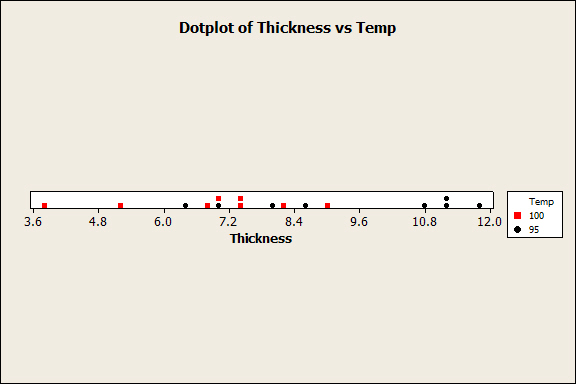 Dotplot of Thickness vs Temp
3.6 4.8 6.0 7.2 8.4 9.6 10.8 12.0
Thickness
Temp
100
95